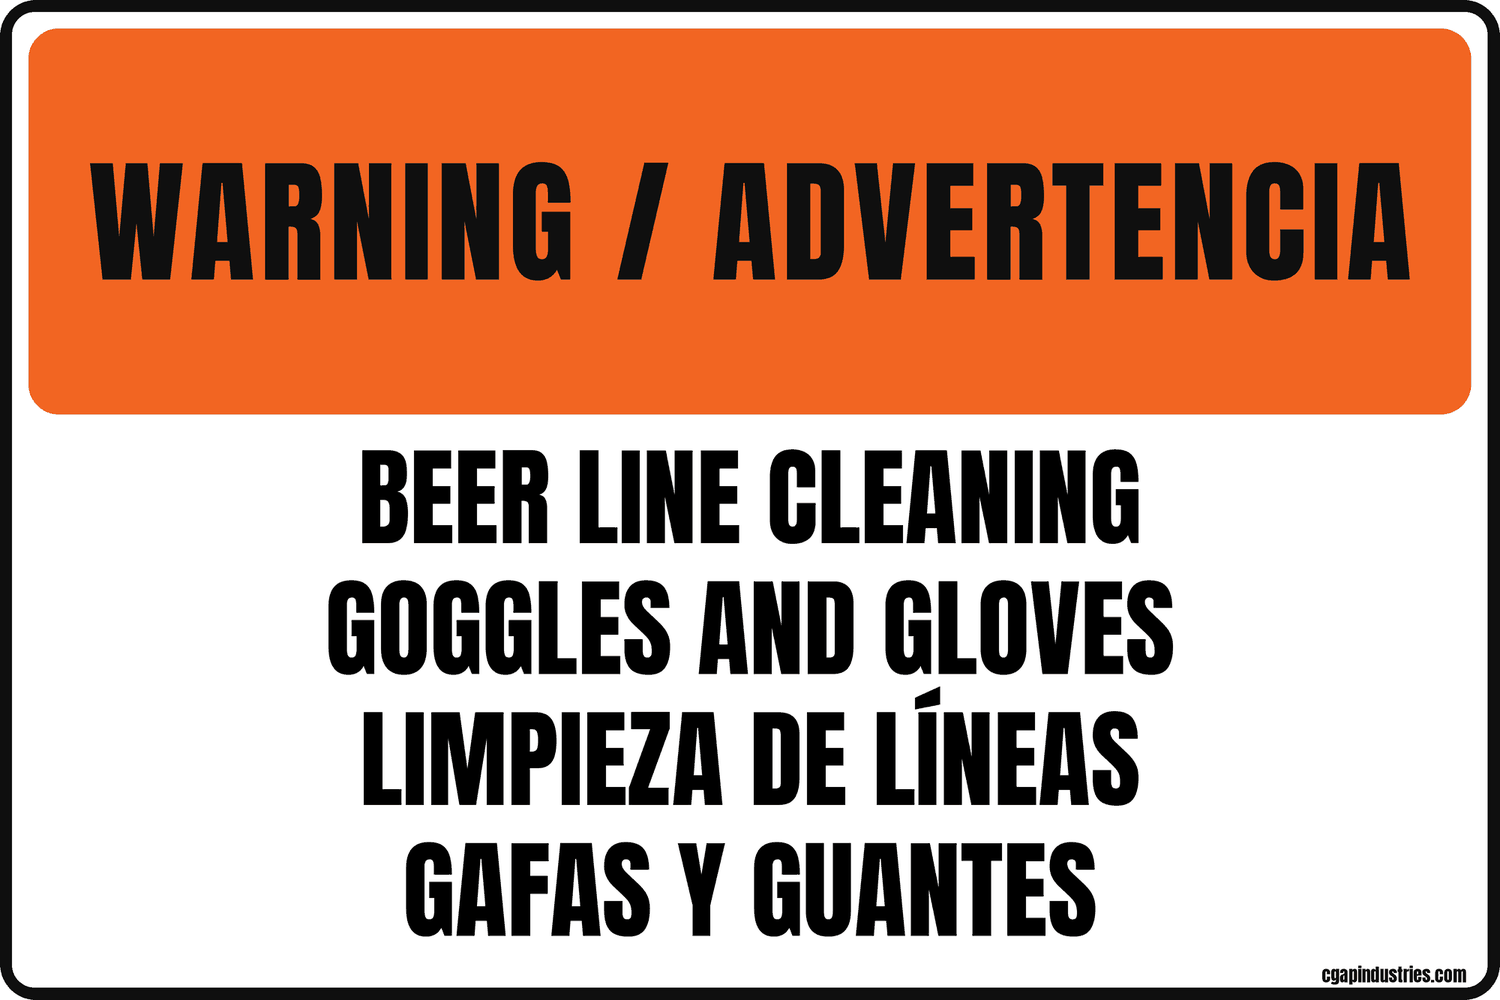 WARNING / ADVERTENCIA
BEER LINE CLEANING
GOGGLES AND GLOVES
LIMPIEZA DE LÍNEAS
GAFAS Y GUANTES
cgapindustries.com